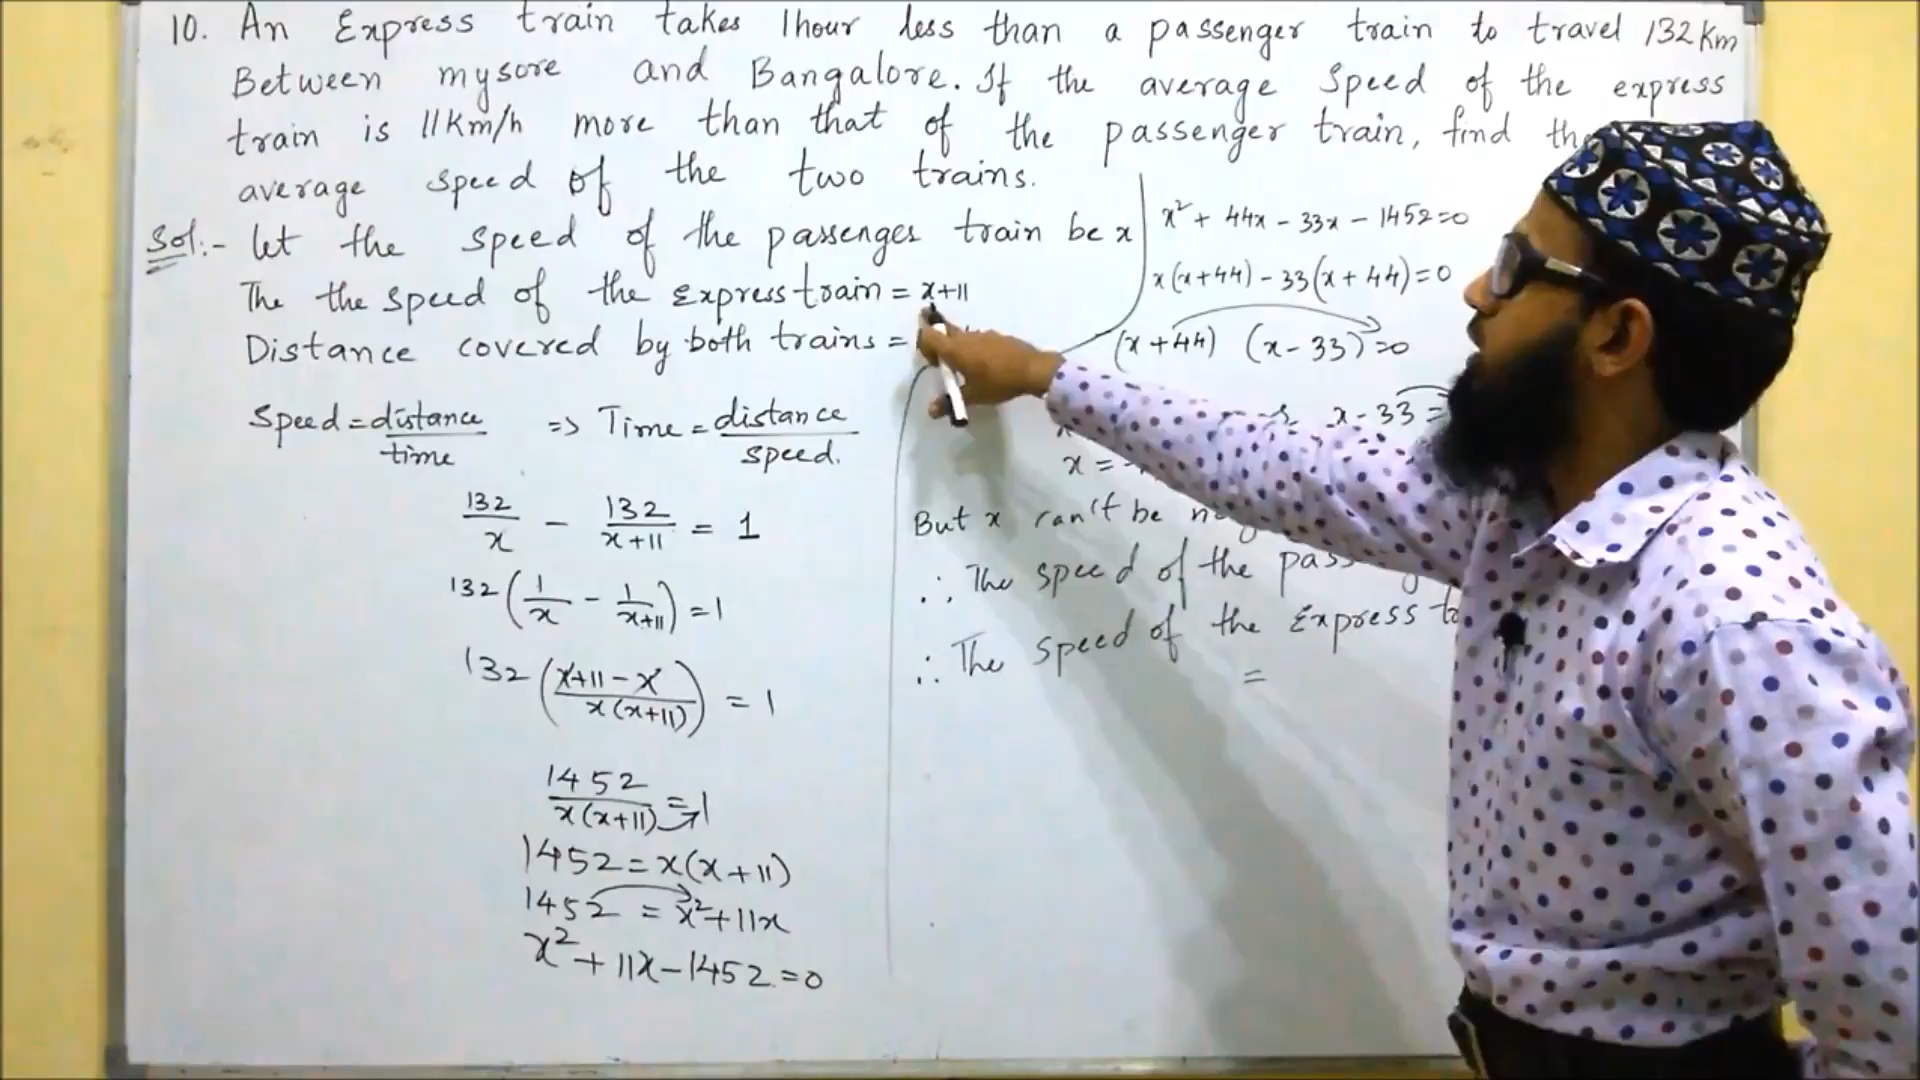 10. An Express train takes 1hour less than a passenger train to travel 132km
Between mysore and Bangalore. If the average speed of the express
train is 11km/h more than that of the passenger train, find
average speed of the two trains.
Sol:- let the speed of the passenger train be x
The the speed of the express train = x+11
Distance covered by both trains =
Speed = distance/time => Time = distance/speed.
132/x - 132/x+11 = 1
132(1/x - 1/x+11) = 1
132(x+11-x/x(x+11)) = 1
1452/x(x+11) = 1
1452 = x(x+11)
1452 = x²+11x
x²+11x-1452=0
x²+44x-33x-1452=0
x(x+44)-33(x+44)=0
(x+44) (x-33)=0
x-33=
x =
But x can't be
∴ The speed of the
∴ The speed of the Express
=